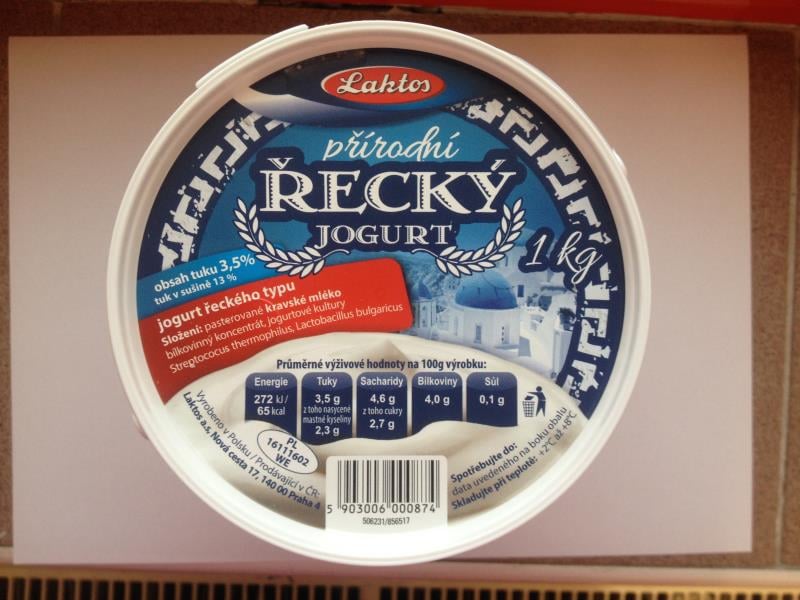 Laktos
přírodní
ŘECKÝ
JOGURT
1 kg
obsah tuku 3,5%
tuk v sušině 13 %
jogurt řeckého typu
Složení: pasterované kravské mléko
bílkovinný koncentrát, jogurtové kultury
Streptococus thermophilus, Lactobacillus bulgaricus
Průměrné výživové hodnoty na 100g výrobku:
Energie
272 kJ/
65 kcal
Tuky
3,5 g
z toho nasycené
mastné kyseliny
2,3 g
Sacharidy
4,6 g
z toho cukry
2,7 g
Bílkoviny
4,0 g
Sůl
0,1 g
Vyrobeno v Polsku / Prodávající v ČR:
Laktos a.s, Nová cesta 17, 140 00 Praha 4
PL
16111602
WE
5 903006 000874
506231/856517
Spotřebujte do:
data uvedeného na boku obalu
Skladujte při teplotě: +2°C až +8°C